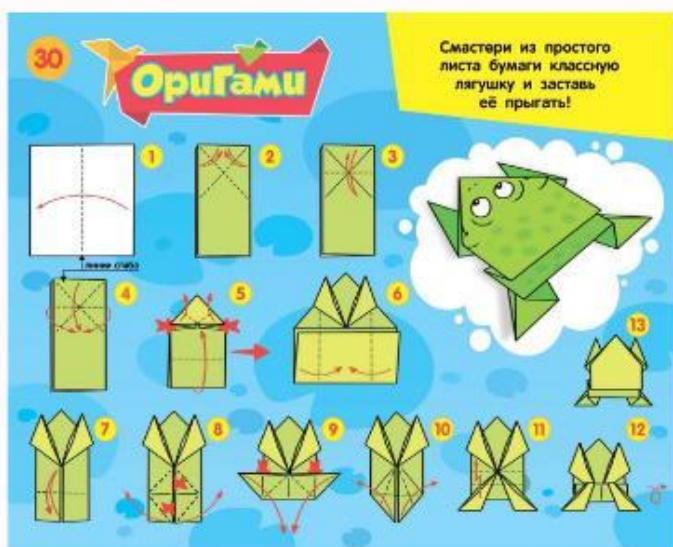 30
ОриГами
Смастери из простого
листа бумаги классную
лягушку и заставь
её прыгать!
1
2
3
линии сгиба
4
5
6
13
7
8
9
10
11
12